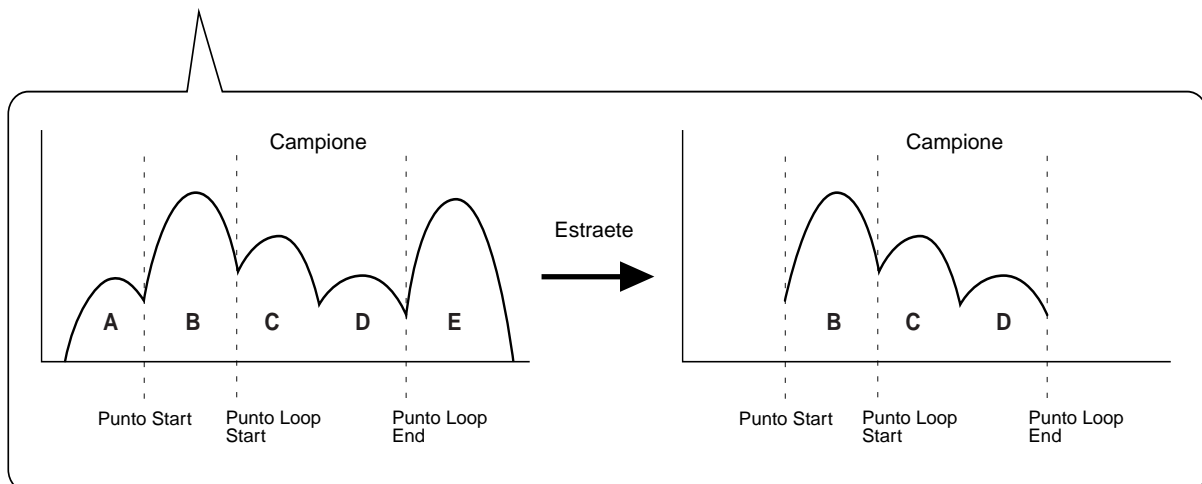 Campione
A B C D E
Punto Start
Punto Loop
Start
Punto Loop
End
Estraete
Campione
B C D
Punto Start
Punto Loop
Start
Punto Loop
End